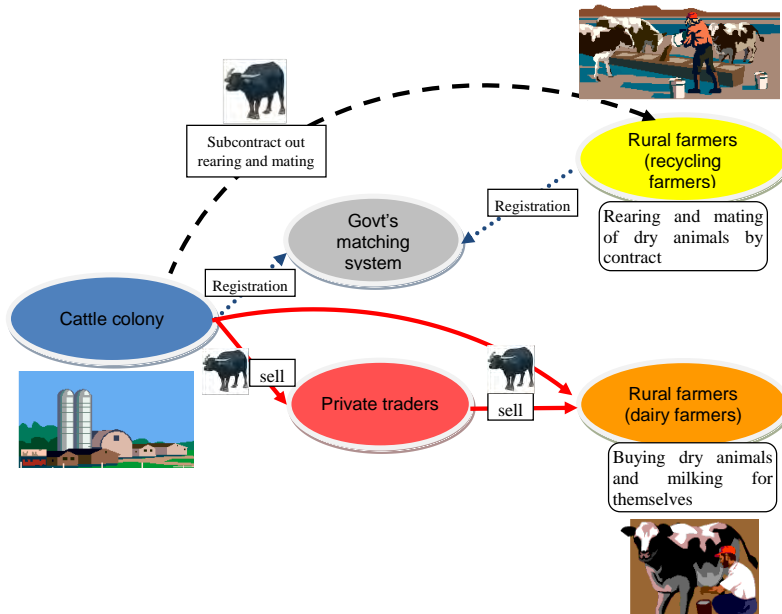 Subcontract out
rearing and mating
Rural farmers
(recycling
farmers)
Registration
Rearing and mating
of dry animals by
contract
Govt's
matching
system
Registration
Cattle colony
sell
Private traders
sell
Rural farmers
(dairy farmers)
Buying dry animals
and milking for
themselves